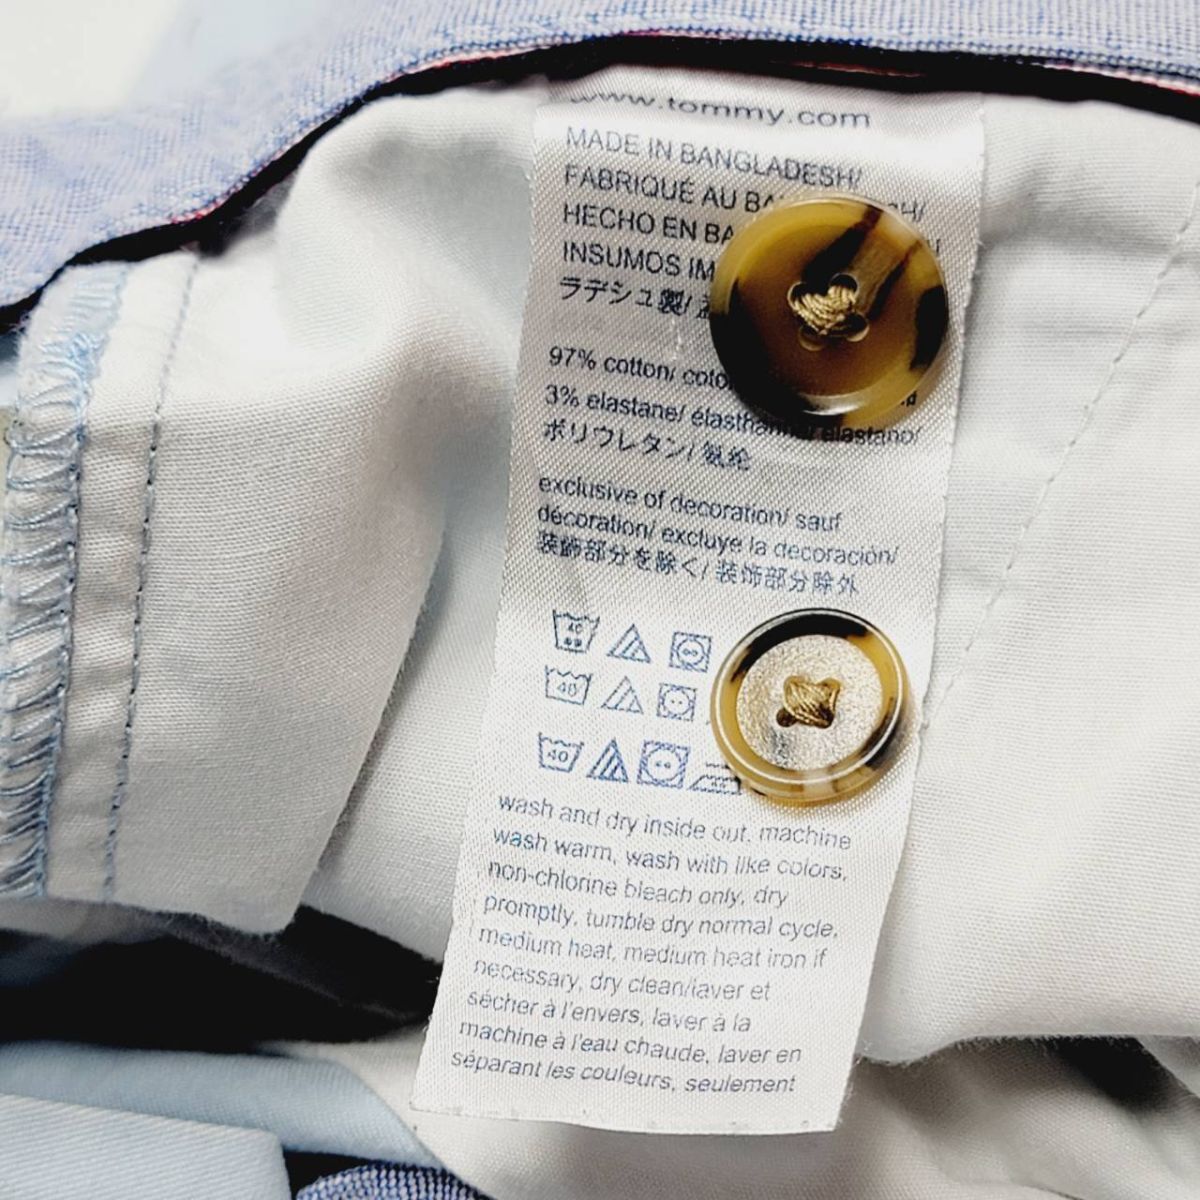 www.tommy.com
MADE IN BANGLADESH/
FABRIQUÉ AU
HECHO EN
INSUMOS
ラデシュ製/
97% cotton/
3% elastane/ elastano/
ポリウレタン/ 氨纶
exclusive of decoration/ sauf
décoration/ excluye la decoración/
装飾部分を除く/ 装饰部分除外
40
40
40
wash and dry inside out, machine
wash warm, wash with like colors,
non-chlorine bleach only, dry
promptly, tumble dry normal cycle,
medium heat, medium heat iron if
necessary, dry clean/laver et
sécher à l'envers, laver à la
machine à l'eau chaude, laver en
séparant les couleurs, seulement